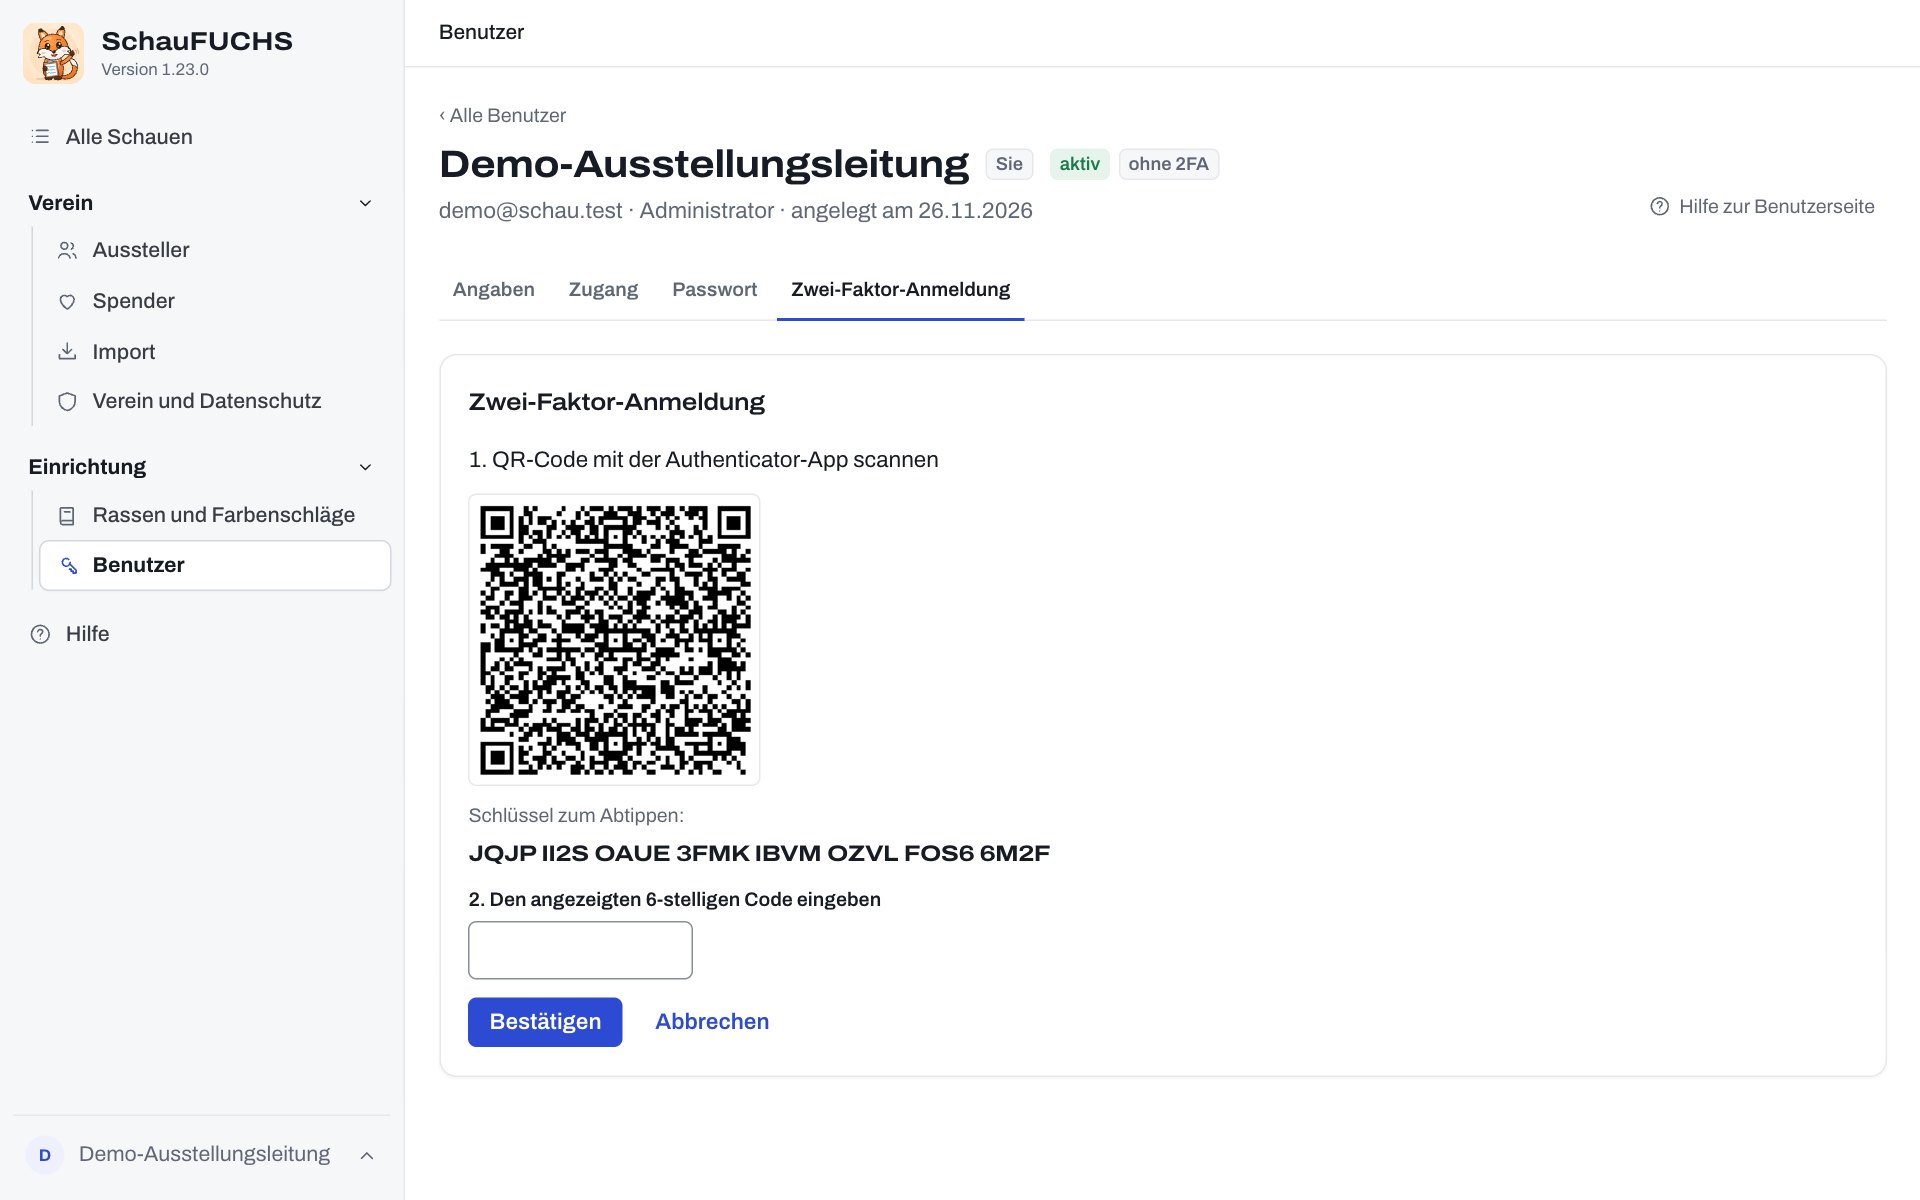 SchauFUCHS
Version 1.23.0
Alle Schauen
Verein
Aussteller
Spender
Import
Verein und Datenschutz
Einrichtung
Rassen und Farbenschläge
Benutzer
Hilfe
D Demo-Ausstellungsleitung
Benutzer
‹ Alle Benutzer
Demo-Ausstellungsleitung Sie aktiv ohne 2FA
demo@schau.test · Administrator · angelegt am 26.11.2026
Hilfe zur Benutzerseite
Angaben Zugang Passwort Zwei-Faktor-Anmeldung
Zwei-Faktor-Anmeldung
1. QR-Code mit der Authenticator-App scannen
Schlüssel zum Abtippen:
JQJP II2S OAUE 3FMK IBVM OZVL FOS6 6M2F
2. Den angezeigten 6-stelligen Code eingeben
Bestätigen Abbrechen